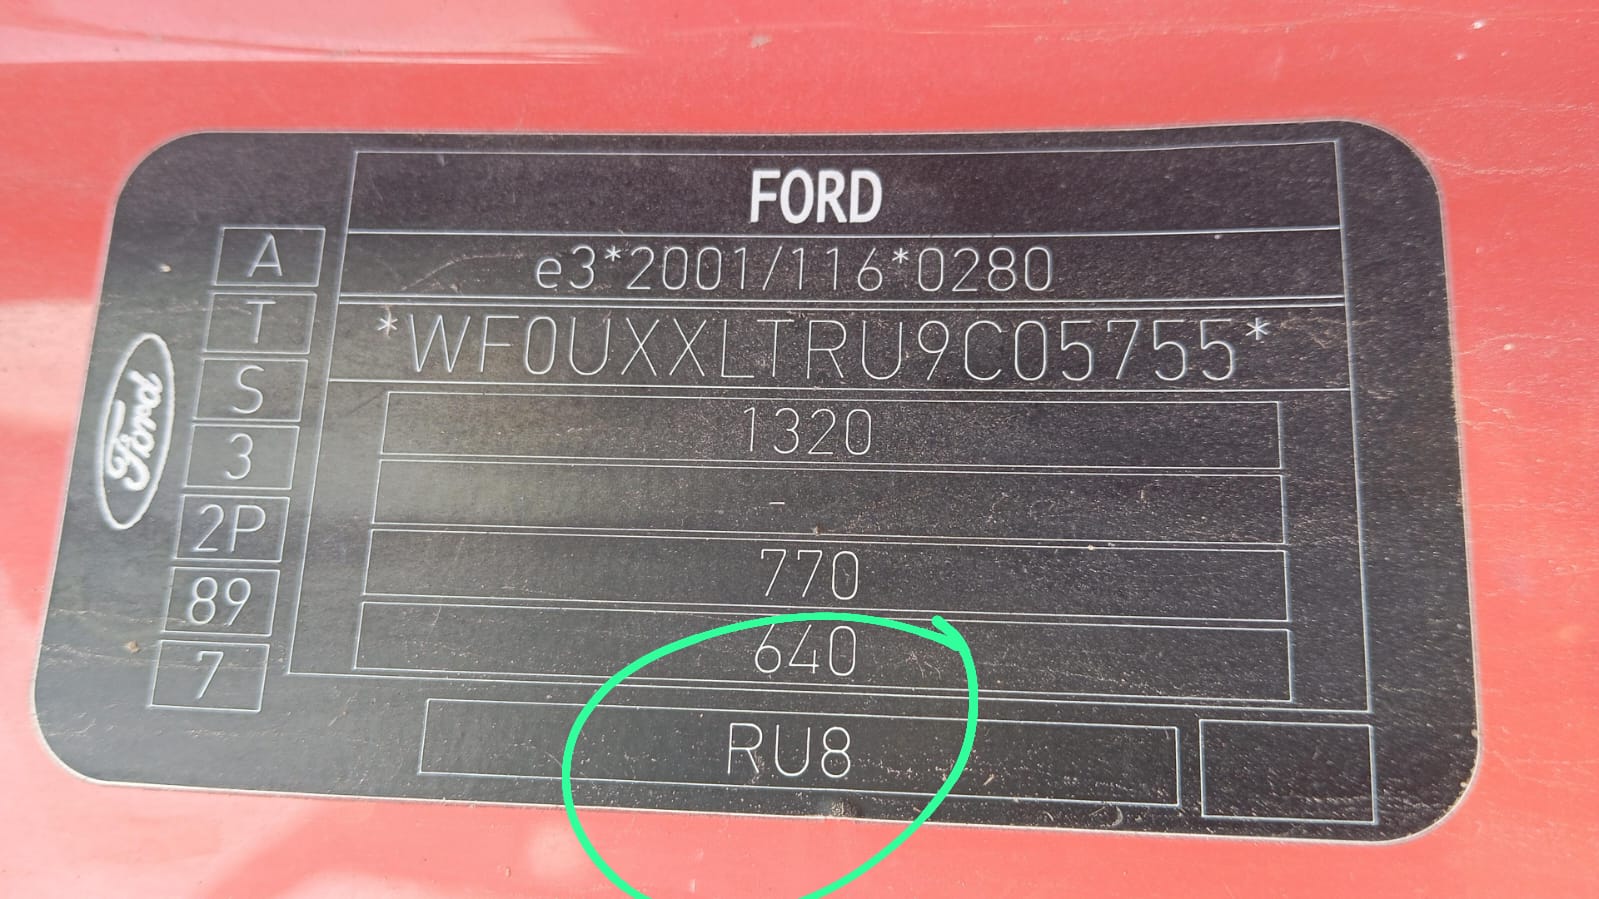 FORD
e3*2001/116*0280
*WF0UXXLTRU9C05755*
1320
-
770
640
RU8
A
T
S
3
2P
89
7
Ford